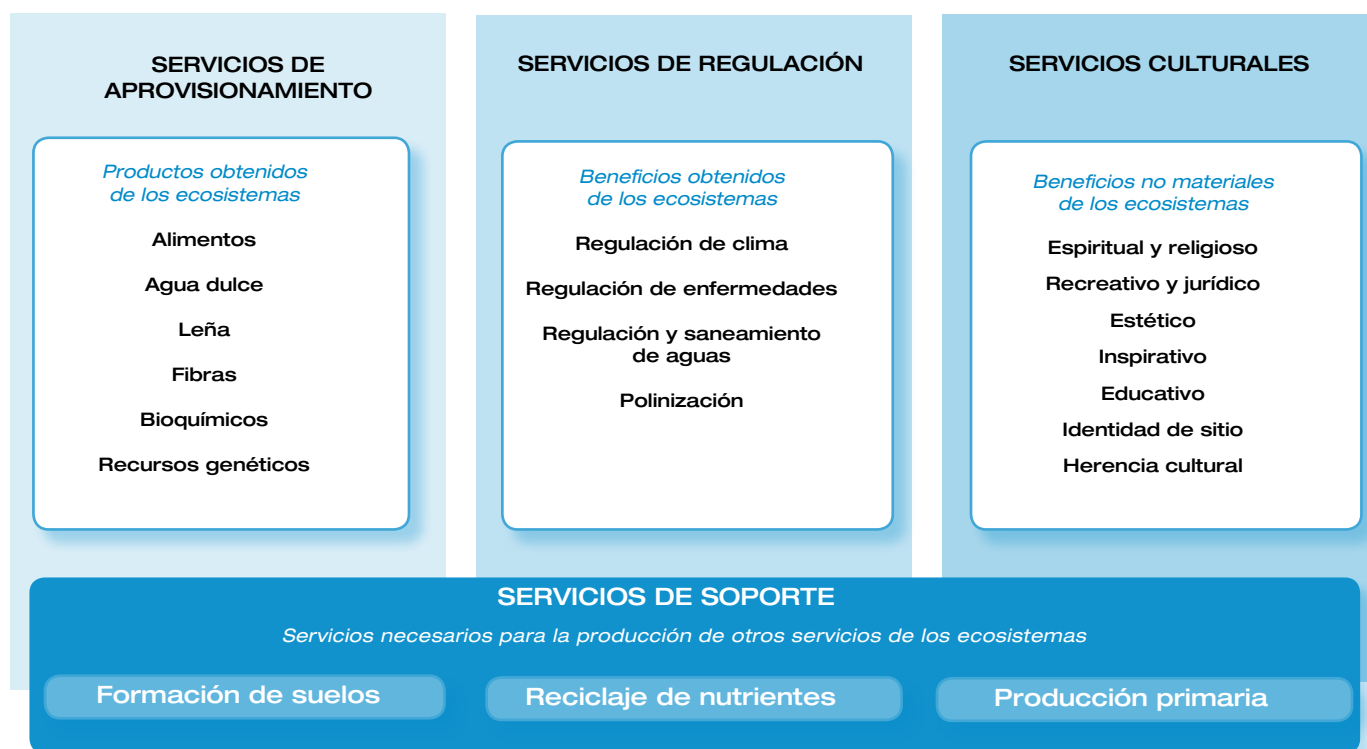 SERVICIOS DE
APROVISIONAMIENTO
Productos obtenidos
de los ecosistemas
Alimentos
Agua dulce
Leña
Fibras
Bioquímicos
Recursos genéticos
SERVICIOS DE REGULACIÓN
Beneficios obtenidos
de los ecosistemas
Regulación de clima
Regulación de enfermedades
Regulación y saneamiento
de aguas
Polinización
SERVICIOS CULTURALES
Beneficios no materiales
de los ecosistemas
Espiritual y religioso
Recreativo y jurídico
Estético
Inspirativo
Educativo
Identidad de sitio
Herencia cultural
SERVICIOS DE SOPORTE
Servicios necesarios para la producción de otros servicios de los ecosistemas
Formación de suelos
Reciclaje de nutrientes
Producción primaria